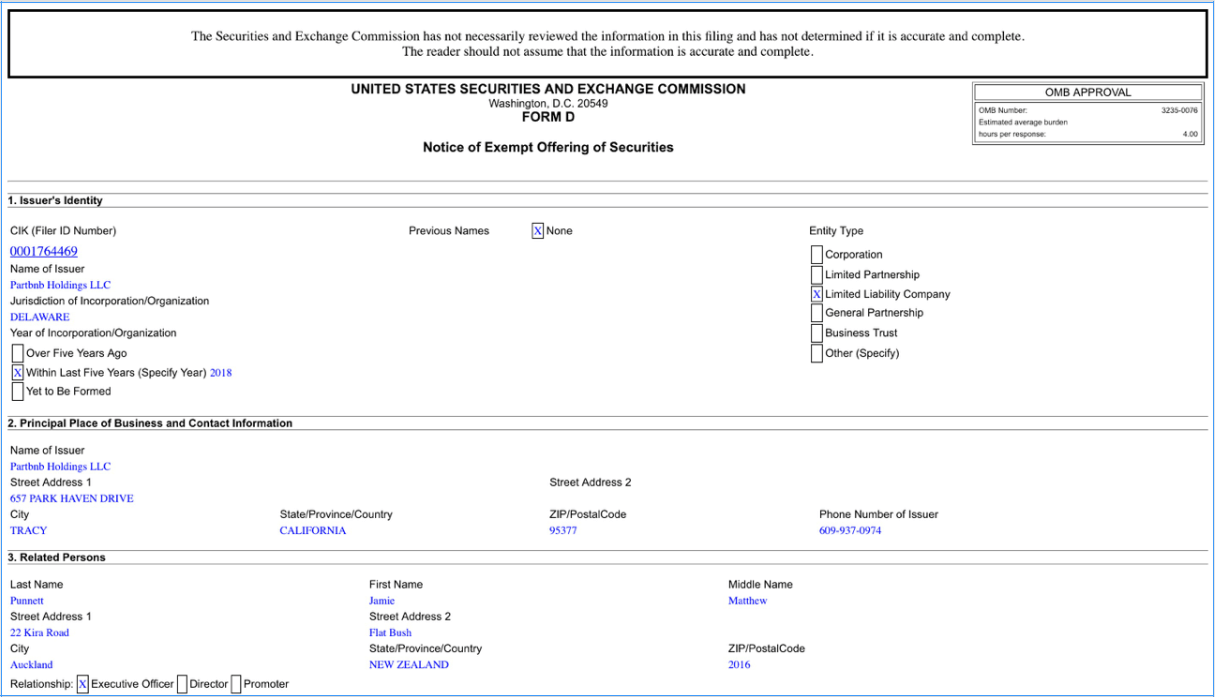 The Securities and Exchange Commission has not necessarily reviewed the information in this filing and has not determined if it is accurate and complete.
The reader should not assume that the information is accurate and complete.
UNITED STATES SECURITIES AND EXCHANGE COMMISSION
Washington, D.C. 20549
FORM D
Notice of Exempt Offering of Securities
OMB APPROVAL
OMB Number: 3235-0076
Estimated average burden
hours per response: 4.00
1. Issuer's Identity
CIK (Filer ID Number) Previous Names X None Entity Type
0001764469
Name of Issuer
Partbnb Holdings LLC
Jurisdiction of Incorporation/Organization
DELAWARE
Year of Incorporation/Organization
Over Five Years Ago
X Within Last Five Years (Specify Year) 2018
Yet to Be Formed
Corporation
Limited Partnership
X Limited Liability Company
General Partnership
Business Trust
Other (Specify)
2. Principal Place of Business and Contact Information
Name of Issuer
Partbnb Holdings LLC
Street Address 1 Street Address 2
657 PARK HAVEN DRIVE
City State/Province/Country ZIP/PostalCode Phone Number of Issuer
TRACY CALIFORNIA 95377 609-937-0974
3. Related Persons
Last Name First Name Middle Name
Punnett Jamie Matthew
Street Address 1 Street Address 2
22 Kira Road Flat Bush
City State/Province/Country ZIP/PostalCode
Auckland NEW ZEALAND 2016
Relationship: X Executive Officer Director Promoter